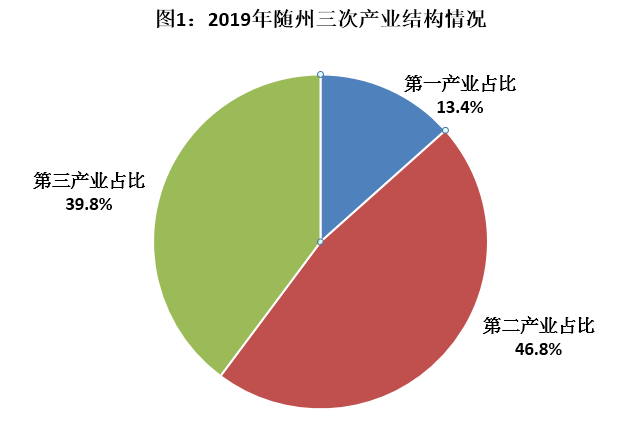 图1：2019年随州三次产业结构情况
第一产业占比
13.4%
第三产业占比
39.8%
第二产业占比
46.8%